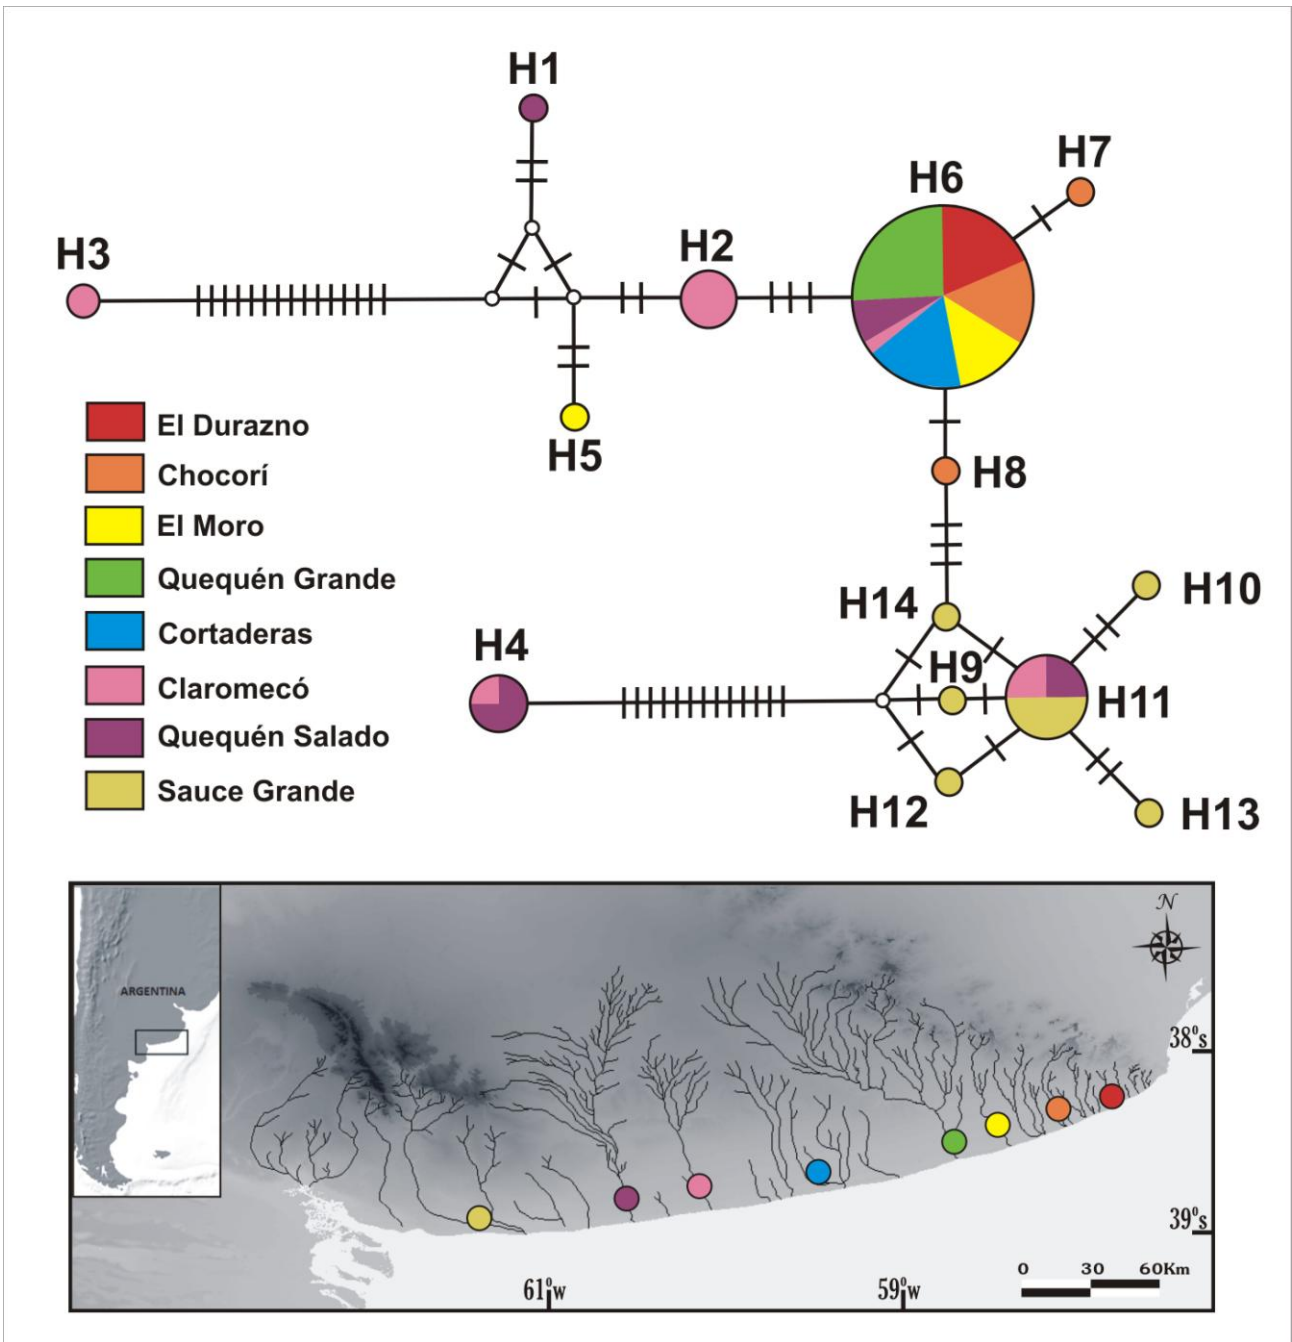 H1
H7
H6
H3
H2
H5
H8
El Durazno
Chocorí
El Moro
Quequén Grande
Cortaderas
Claromecó
Quequén Salado
Sauce Grande
H14
H10
H4
H9
H11
H12
H13
N
ARGENTINA
38°s
39°s
0 30 60Km
61°w
59°w